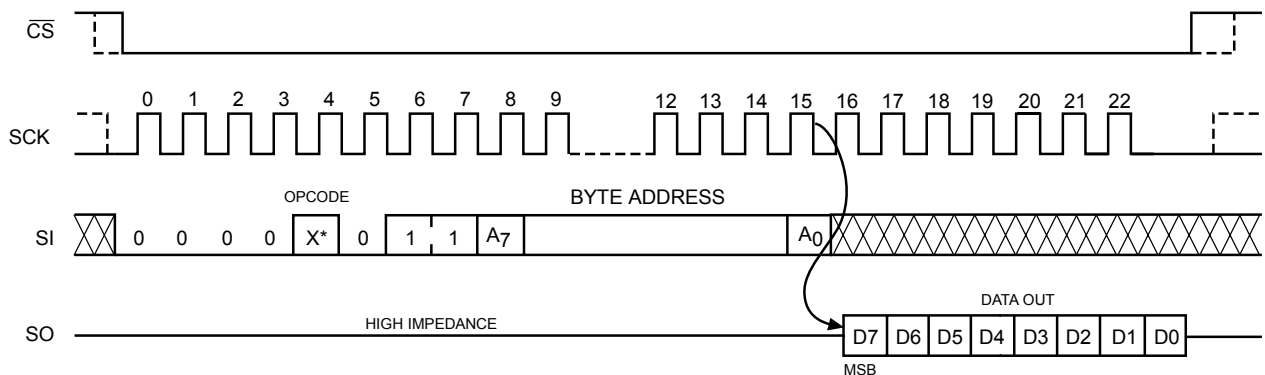 CS
0 1 2 3 4 5 6 7 8 9 12 13 14 15 16 17 18 19 20 21 22
SCK
OPCODE
BYTE ADDRESS
SI 0 0 0 0 X* 0 1 1 A7 A0
DATA OUT
SO HIGH IMPEDANCE D7 D6 D5 D4 D3 D2 D1 D0
MSB